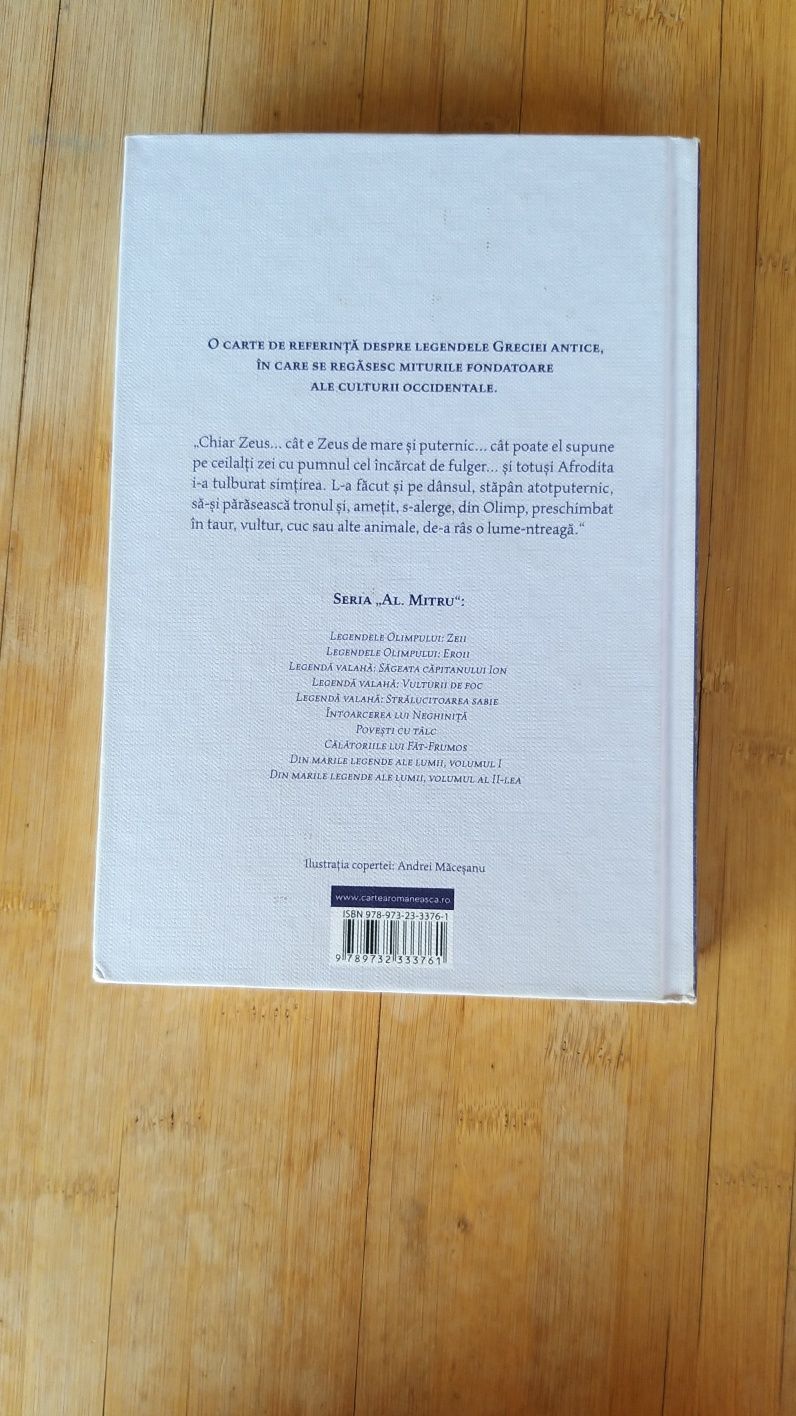 O CARTE DE REFERINȚĂ DESPRE LEGENDELE GRECIEI ANTICE,
ÎN CARE SE REGĂSESC MITURILE FONDATOARE
ALE CULTURII OCCIDENTALE.
„Chiar Zeus... cât e Zeus de mare și puternic... cât poate el supune
pe ceilalți zei cu pumnul cel încărcat de fulger... și totuși Afrodita
i-a tulburat simțirea. L-a făcut și pe dânsul, stăpân atotputernic,
să-și părăsească tronul și, amețit, s-alerge, din Olimp, preschimbat
în taur, vultur, cuc sau alte animale, de-a râs o lume-ntreagă.“
SERIA „AL. MITRU“:
LEGENDELE OLIMPULUI: ZEII
LEGENDELE OLIMPULUI: EROII
LEGENDĂ VALAHĂ: SĂGEATA CĂPITANULUI ION
LEGENDĂ VALAHĂ: VULTURII DE FOC
LEGENDĂ VALAHĂ: STRĂLUCITOAREA SABIE
ÎNTOARCEREA LUI NEGHINIȚĂ
POVEȘTI CU TÂLC
CĂLĂTORIILE LUI FĂT-FRUMOS
DIN MARILE LEGENDE ALE LUMII, VOLUMUL I
DIN MARILE LEGENDE ALE LUMII, VOLUMUL AL II-LEA
Ilustrația copertei: Andrei Măceșanu
www.cartearomaneasca.ro
ISBN 978-973-23-3376-1
9 789732 333761